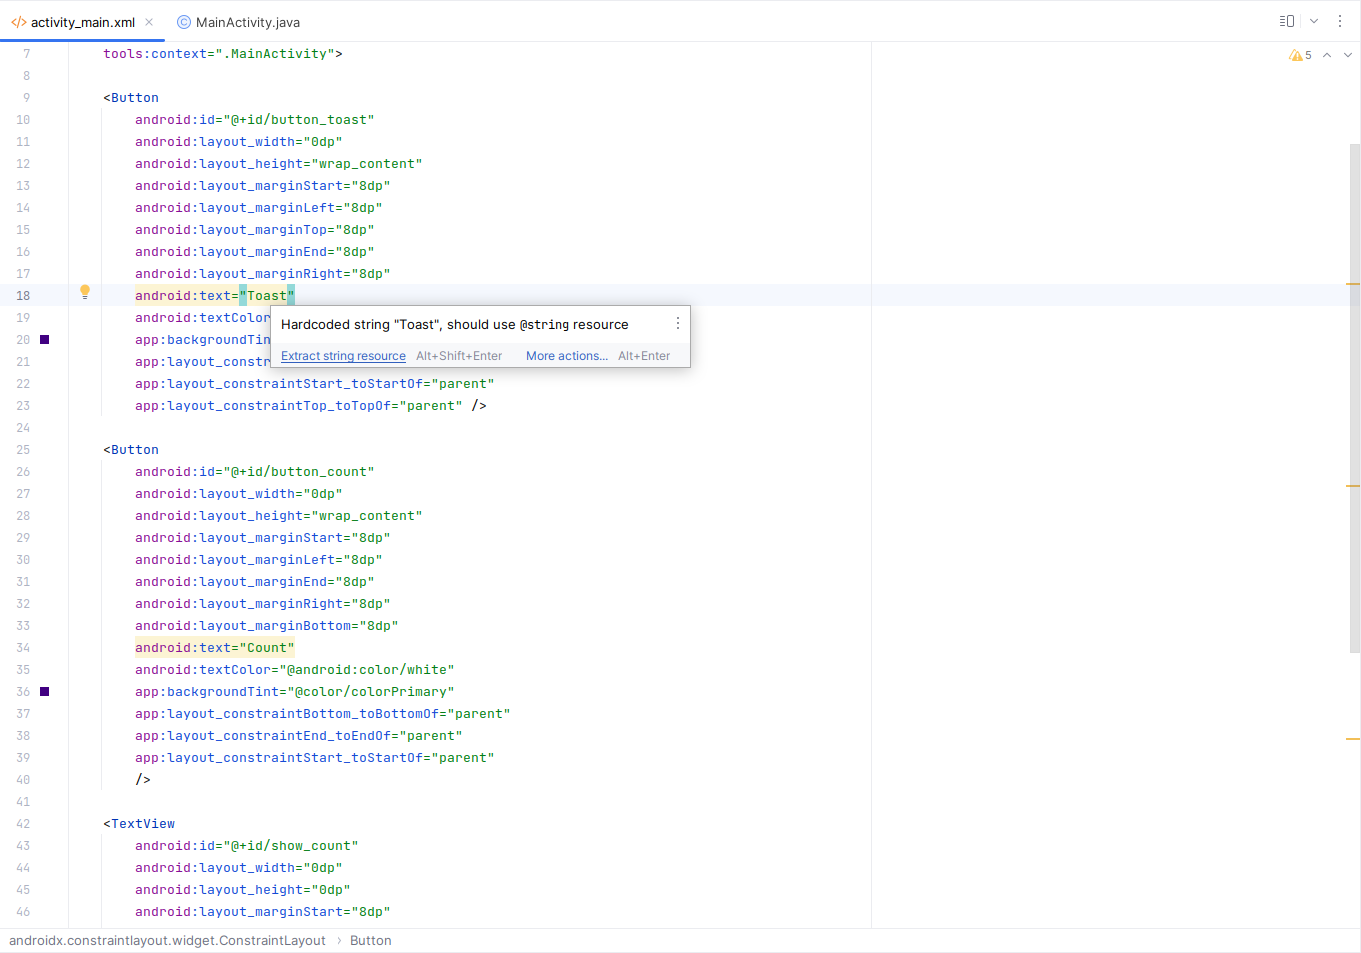 activity_main.xml
MainActivity.java
5
7 tools:context=".MainActivity">
8
9 <Button
10 android:id="@+id/button_toast"
11 android:layout_width="0dp"
12 android:layout_height="wrap_content"
13 android:layout_marginStart="8dp"
14 android:layout_marginLeft="8dp"
15 android:layout_marginTop="8dp"
16 android:layout_marginEnd="8dp"
17 android:layout_marginRight="8dp"
18 android:text="Toast"
19 android:textColor
Hardcoded string "Toast", should use @string resource
20 app:backgroundTin
21 app:layout_constr
Extract string resource Alt+Shift+Enter More actions... Alt+Enter
22 app:layout_constraintStart_toStartOf="parent"
23 app:layout_constraintTop_toTopOf="parent" />
24
25 <Button
26 android:id="@+id/button_count"
27 android:layout_width="0dp"
28 android:layout_height="wrap_content"
29 android:layout_marginStart="8dp"
30 android:layout_marginLeft="8dp"
31 android:layout_marginEnd="8dp"
32 android:layout_marginRight="8dp"
33 android:layout_marginBottom="8dp"
34 android:text="Count"
35 android:textColor="@android:color/white"
36 app:backgroundTint="@color/colorPrimary"
37 app:layout_constraintBottom_toBottomOf="parent"
38 app:layout_constraintEnd_toEndOf="parent"
39 app:layout_constraintStart_toStartOf="parent"
40 />
41
42 <TextView
43 android:id="@+id/show_count"
44 android:layout_width="0dp"
45 android:layout_height="0dp"
46 android:layout_marginStart="8dp"
androidx.constraintlayout.widget.ConstraintLayout › Button